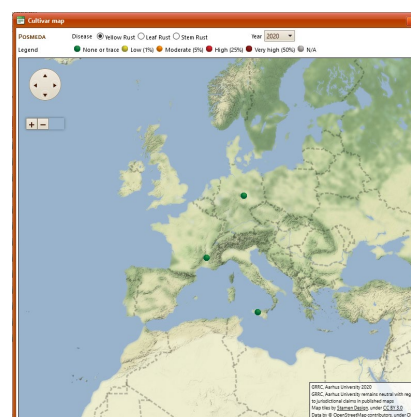 Cultivar map
POSMEDA Disease Yellow Rust Leaf Rust Stem Rust Year 2020
Legend None or trace Low (1%) Moderate (5%) High (25%) Very high (50%) N/A
+ −
GRRC, Aarhus University 2020
GRRC, Aarhus University remains neutral with reg
to jurisdictional claims in published maps
Map tiles by Stamen Design, under CC BY 3.0
Data by © OpenStreetMap contributors, under O